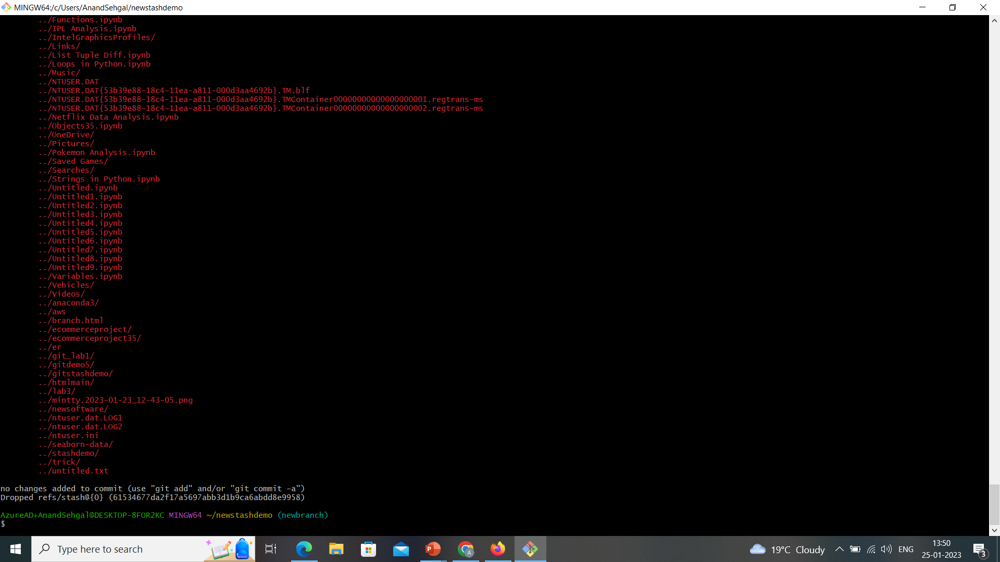 MINGW64:/c/Users/AnandSehgal/newstashdemo
../Functions.ipynb
../IPL Analysis.ipynb
../IntelGraphicsProfiles/
../Links/
../List Tuple Diff.ipynb
../Loops in Python.ipynb
../Music/
../NTUSER.DAT
../NTUSER.DAT{53b39e88-18c4-11ea-a811-000d3aa4692b}.TM.blf
../NTUSER.DAT{53b39e88-18c4-11ea-a811-000d3aa4692b}.TMContainer00000000000000000001.regtrans-ms
../NTUSER.DAT{53b39e88-18c4-11ea-a811-000d3aa4692b}.TMContainer00000000000000000002.regtrans-ms
../Netflix Data Analysis.ipynb
../Objects35.ipynb
../OneDrive/
../Pictures/
../Pokemon Analysis.ipynb
../Saved Games/
../Searches/
../Strings in Python.ipynb
../Untitled.ipynb
../Untitled1.ipynb
../Untitled2.ipynb
../Untitled3.ipynb
../Untitled4.ipynb
../Untitled5.ipynb
../Untitled6.ipynb
../Untitled7.ipynb
../Untitled8.ipynb
../Untitled9.ipynb
../Variables.ipynb
../Vehicles/
../Videos/
../anaconda3/
../aws
../branch.html
../ecommerceproject/
../ecommerceproject35/
../er
../git_lab1/
../gitdemo5/
../gitstashdemo/
../htmlmain/
../lab3/
../mintty.2023-01-23_12-43-05.png
../newsoftware/
../ntuser.dat.LOG1
../ntuser.dat.LOG2
../ntuser.ini
../seaborn-data/
../stashdemo/
../trick/
../untitled.txt
no changes added to commit (use "git add" and/or "git commit -a")
Dropped refs/stash@{0} (61534677da2f17a5697abb3d1b9ca6abdd8e9958)
AzureAD+AnandSehgal@DESKTOP-8FOR2KC MINGW64 ~/newstashdemo (newbranch)
$
Type here to search
19°C Cloudy
ENG
13:50
25-01-2023
3